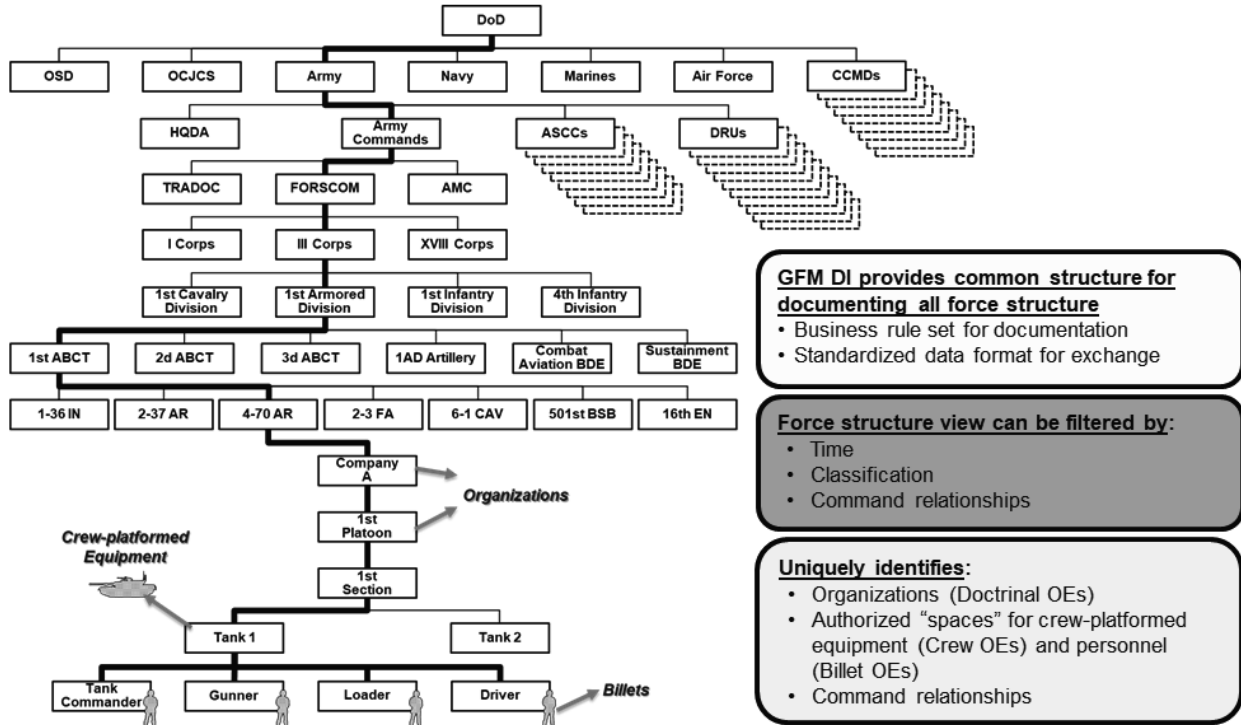 DoD
OSD
OCJCS
Army
Navy
Marines
Air Force
CCMDs
HQDA
Army
Commands
ASCCs
DRUs
TRADOC
FORSCOM
AMC
I Corps
III Corps
XVIII Corps
1st Cavalry
Division
1st Armored
Division
1st Infantry
Division
4th Infantry
Division
1st ABCT
2d ABCT
3d ABCT
1AD Artillery
Combat
Aviation BDE
Sustainment
BDE
1-36 IN
2-37 AR
4-70 AR
2-3 FA
6-1 CAV
501st BSB
16th EN
Company
A
Organizations
1st
Platoon
Crew-platformed
Equipment
1st
Section
Tank 1
Tank 2
Tank
Commander
Gunner
Loader
Driver
Billets
GFM DI provides common structure for
documenting all force structure
• Business rule set for documentation
• Standardized data format for exchange
Force structure view can be filtered by:
• Time
• Classification
• Command relationships
Uniquely identifies:
• Organizations (Doctrinal OEs)
• Authorized “spaces” for crew-platformed
equipment (Crew OEs) and personnel
(Billet OEs)
• Command relationships